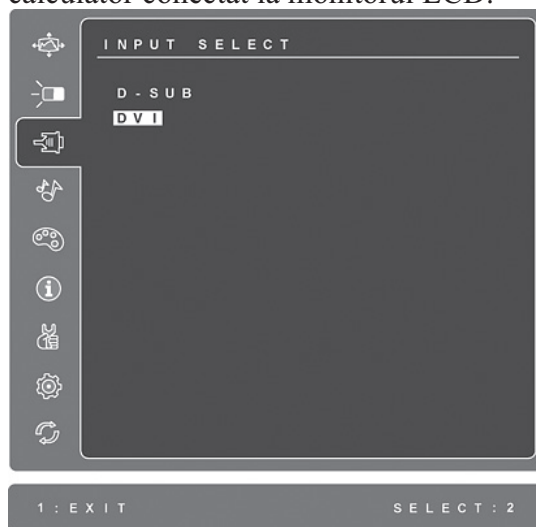 calculator conectat la monitorul LCD.
INPUT SELECT
D-SUB
DVI
1:EXIT SELECT:2